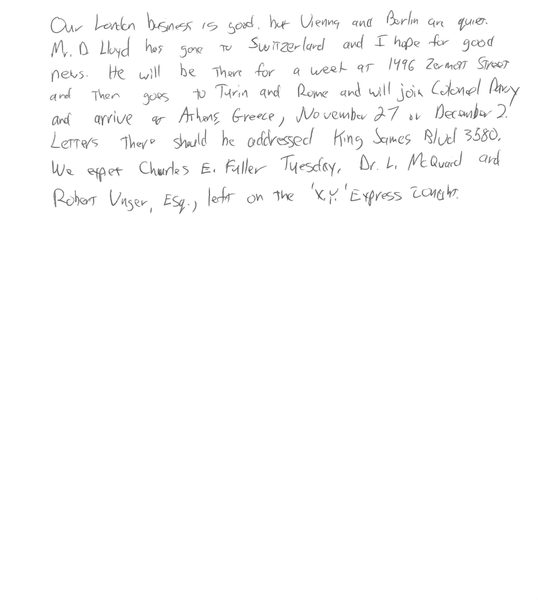 Our London business is good, but Vienna and Berlin are quiet.
Mr. D Lloyd has gone to Switzerland and I hope for good
news. He will be there for a week at 1496 Zermott Street
and then goes to Turin and Rome and will join Colonel Parry
and arrive at Athens, Greece, November 27 or December 2.
Letters there should be addressed King James Blvd 3580.
We expet Charles E. Fuller Tuesday. Dr. L. McQuard and
Robert Unger, Esq., left on the 'X.Y.' Express tonight.